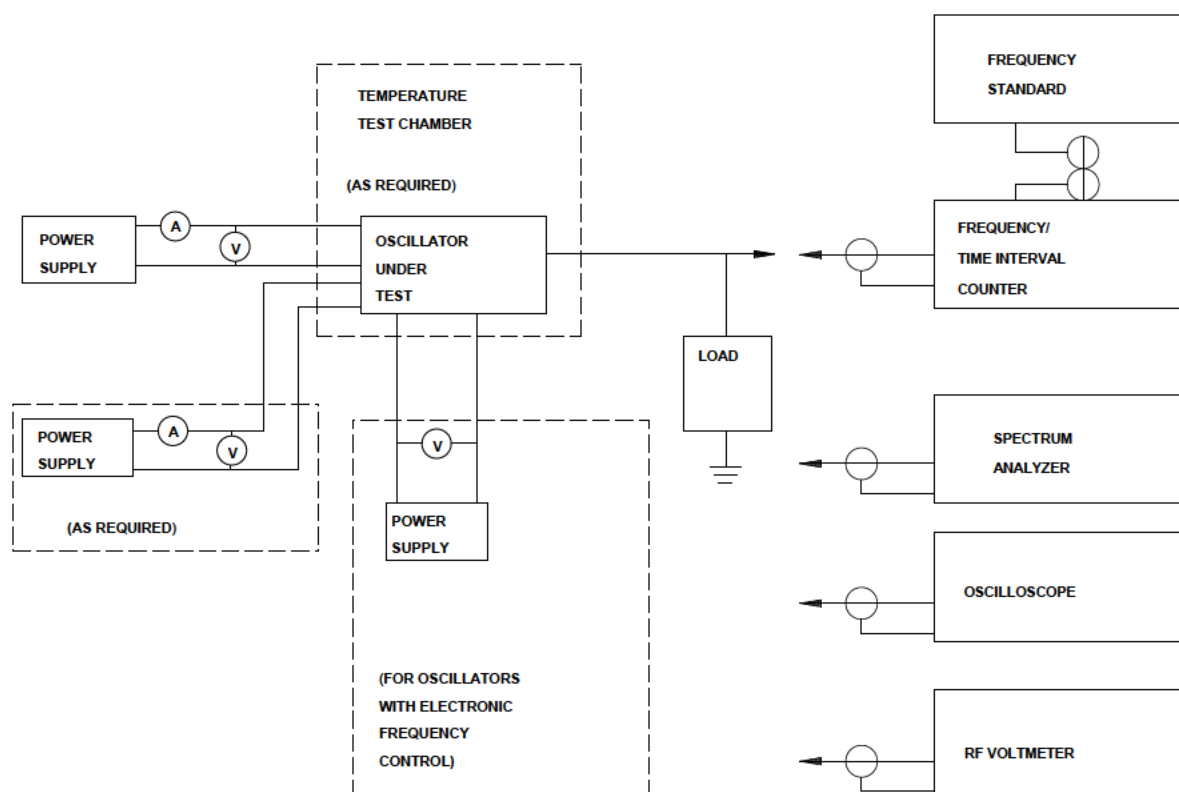 FREQUENCY
STANDARD
TEMPERATURE
TEST CHAMBER
(AS REQUIRED)
POWER
SUPPLY
A
V
OSCILLATOR
UNDER
TEST
FREQUENCY/
TIME INTERVAL
COUNTER
LOAD
POWER
SUPPLY
A
V
(AS REQUIRED)
V
POWER
SUPPLY
(FOR OSCILLATORS
WITH ELECTRONIC
FREQUENCY
CONTROL)
SPECTRUM
ANALYZER
OSCILLOSCOPE
RF VOLTMETER